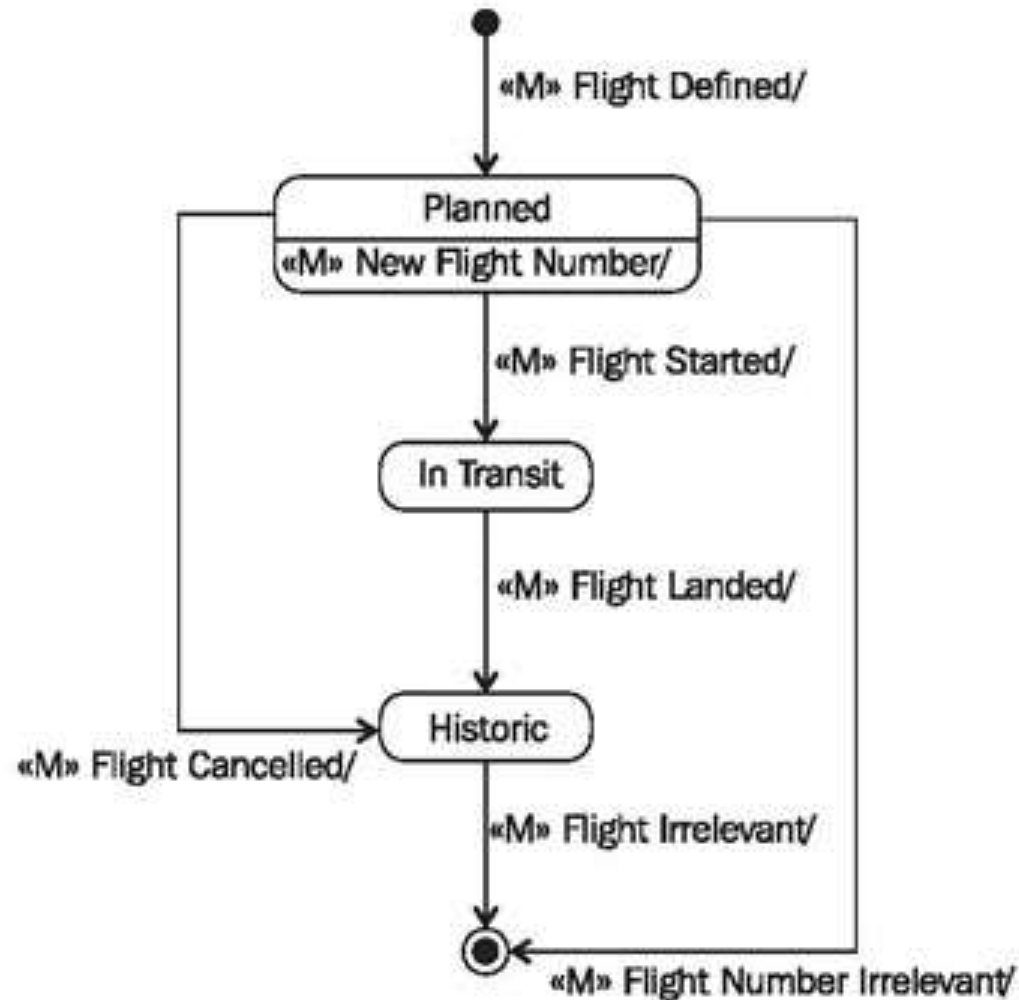 «M» Flight Defined/
Planned
«M» New Flight Number/
«M» Flight Started/
In Transit
«M» Flight Landed/
Historic
«M» Flight Cancelled/
«M» Flight Irrelevant/
«M» Flight Number Irrelevant/